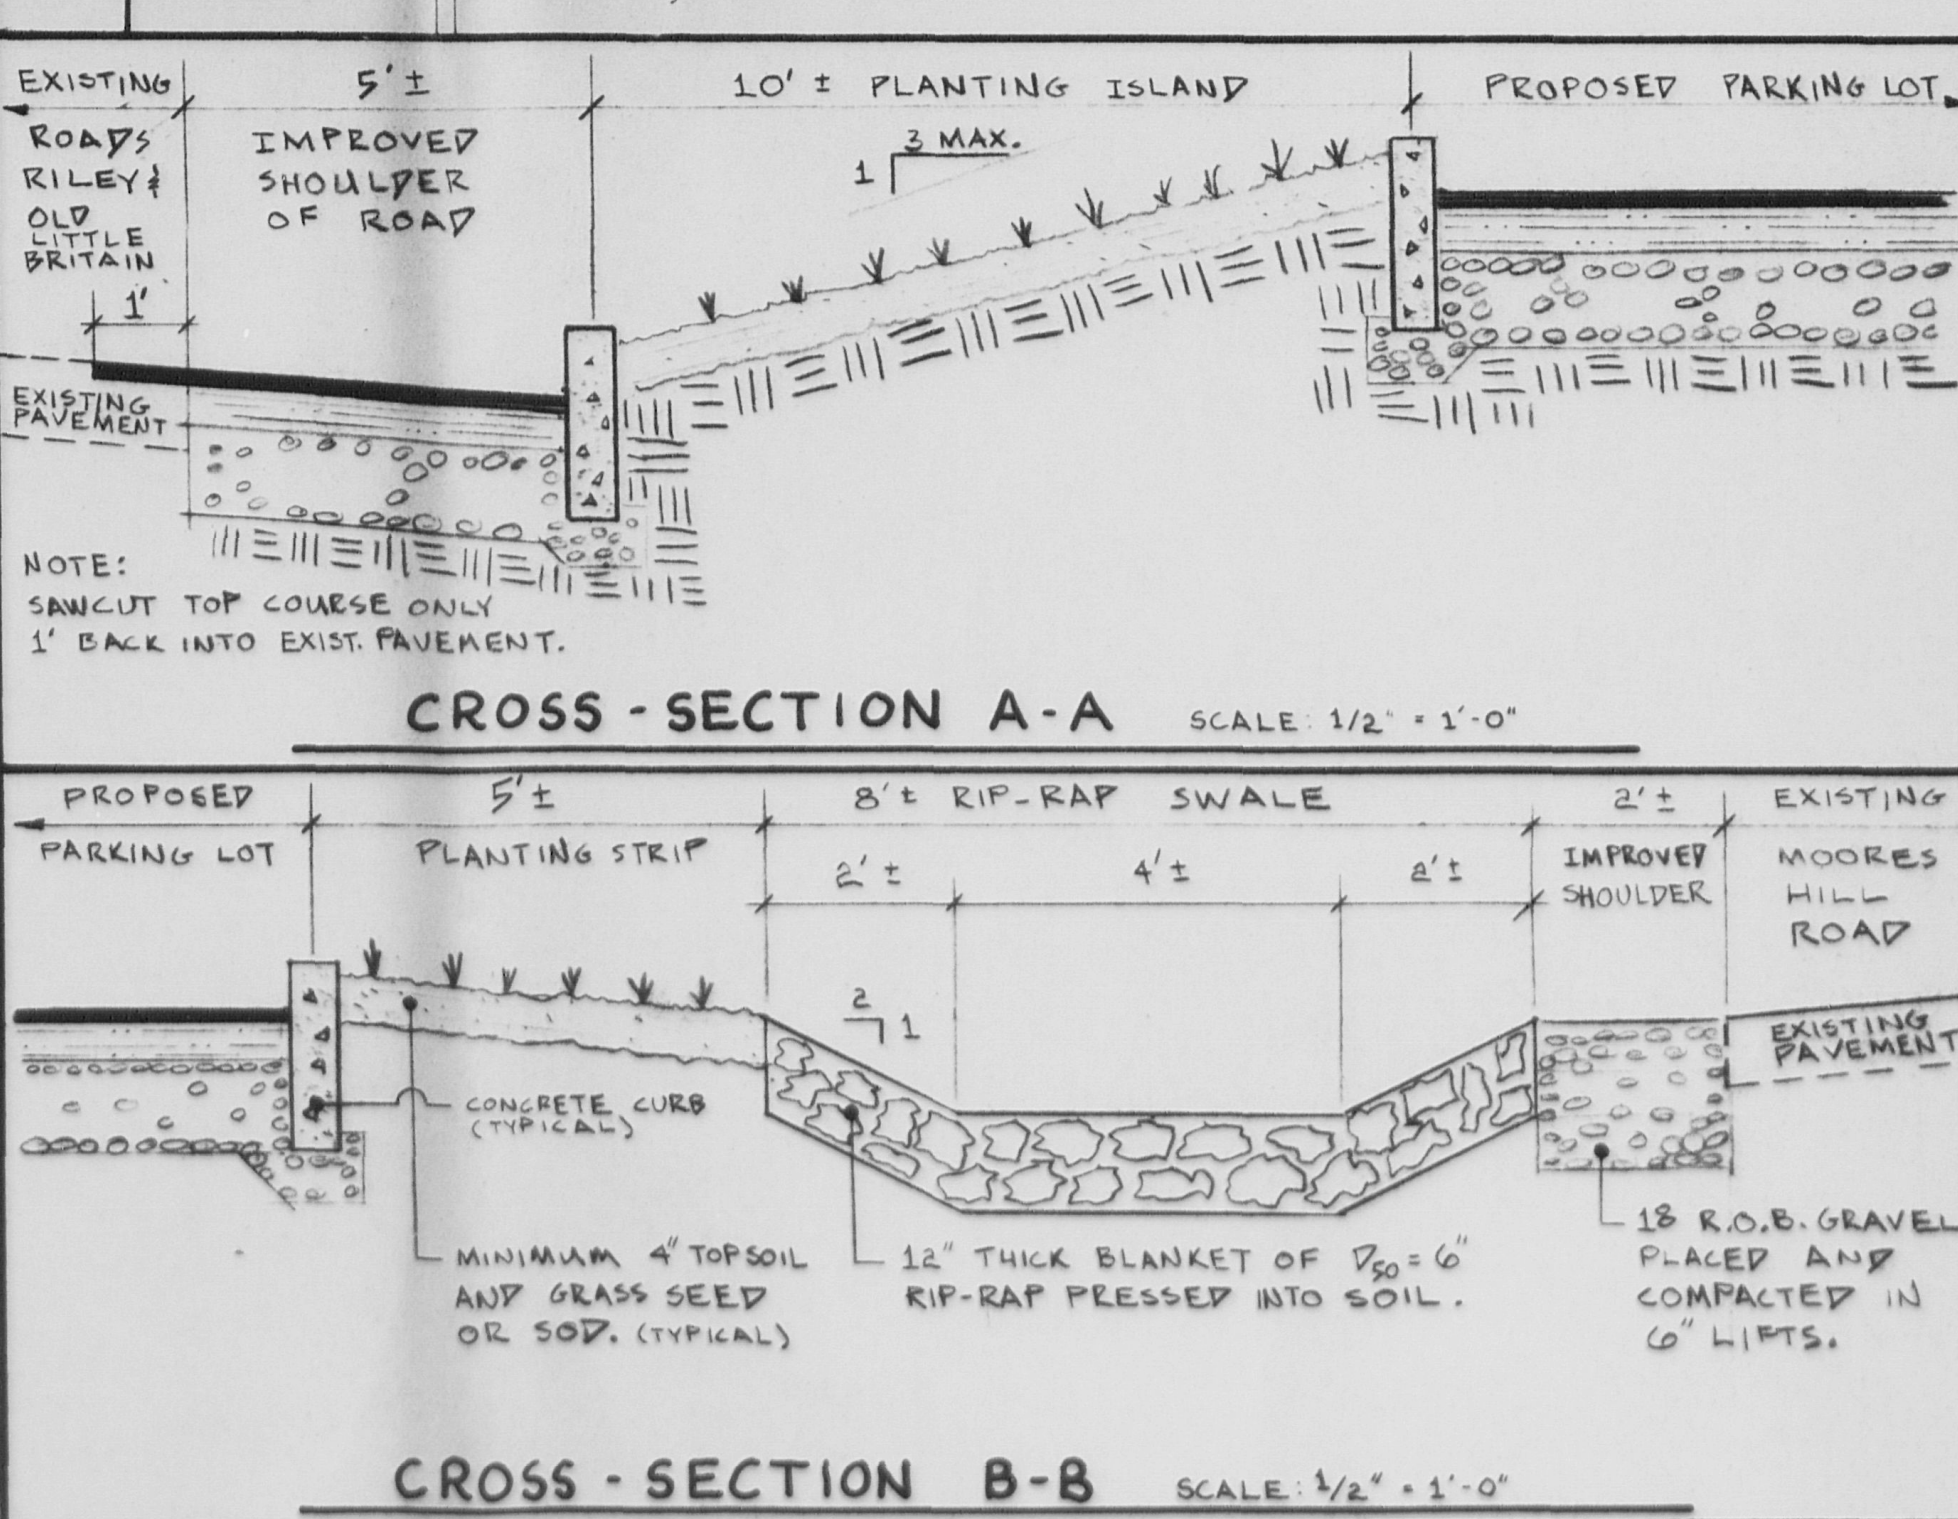 EXISTING
ROADS
RILEY &
OLD
LITTLE
BRITAIN
5' ±
IMPROVED
SHOULDER
OF ROAD
10' ± PLANTING ISLAND
PROPOSED PARKING LOT
1
3 MAX.
1'
EXISTING
PAVEMENT
NOTE:
SAWCUT TOP COURSE ONLY
1' BACK INTO EXIST. PAVEMENT.
CROSS-SECTION A-A SCALE: 1/2" = 1'-0"
PROPOSED
PARKING LOT
5' ±
PLANTING STRIP
8' ± RIP-RAP SWALE
2' ±
4' ±
2' ±
2' ±
IMPROVED
SHOULDER
EXISTING
MOORES
HILL
ROAD
2
1
EXISTING
PAVEMENT
CONCRETE CURB
(TYPICAL)
MINIMUM 4" TOPSOIL
AND GRASS SEED
OR SOD. (TYPICAL)
12" THICK BLANKET OF D50 = 6"
RIP-RAP PRESSED INTO SOIL.
18 R.O.B. GRAVEL
PLACED AND
COMPACTED IN
6" LIFTS.
CROSS-SECTION B-B SCALE: 1/2" = 1'-0"